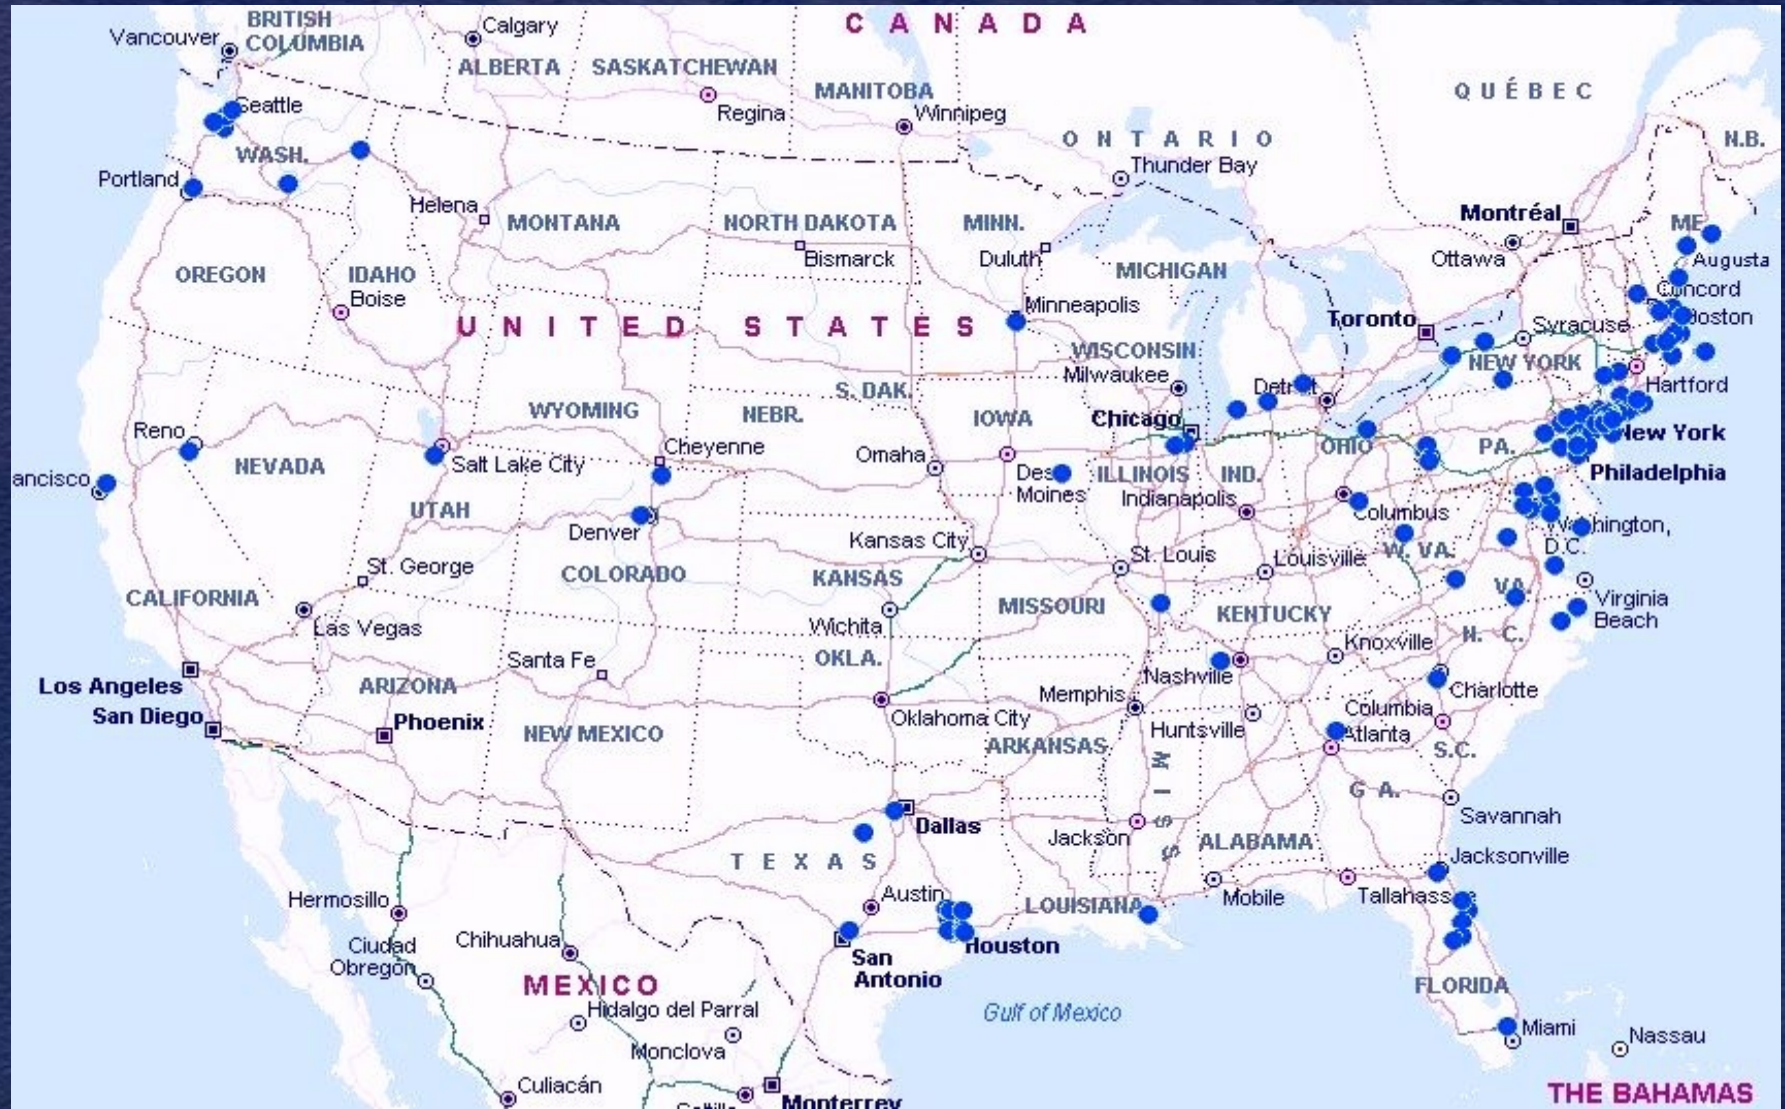 BRITISH
COLUMBIA
Vancouver
Calgary
CANADA
ALBERTA
SASKATCHEWAN
MANITOBA
Regina
Winnipeg
QUÉBEC
ONTARIO
N.B.
Thunder Bay
Seattle
WASH.
Portland
Helena
MONTANA
NORTH DAKOTA
Bismarck
MINN.
Duluth
Montréal
Ottawa
ME.
Augusta
OREGON
IDAHO
Boise
MICHIGAN
Minneapolis
Concord
Boston
UNITED STATES
Toronto
Syracuse
NEW YORK
WISCONSIN
Milwaukee
Detroit
Hartford
S. DAK.
WYOMING
NEBR.
IOWA
Chicago
New York
Reno
NEVADA
Cheyenne
Salt Lake City
Omaha
Des
Moines
ILLINOIS
IND.
OHIO
PA.
Philadelphia
ancisco
UTAH
Indianapolis
Columbus
Washington,
D.C.
Denver
Kansas City
St. Louis
Louisville
W. VA.
St. George
COLORADO
KANSAS
CALIFORNIA
MISSOURI
KENTUCKY
VA.
Virginia
Beach
Las Vegas
Wichita
N. C.
Knoxville
Santa Fe
OKLA.
Nashville
Los Angeles
ARIZONA
Memphis
Charlotte
San Diego
Phoenix
NEW MEXICO
Oklahoma City
ARKANSAS
Huntsville
Columbia
Atlanta
S.C.
MISSISS
GA.
Savannah
Dallas
Jackson
ALABAMA
TEXAS
Jacksonville
Hermosillo
Austin
LOUISIANA
Mobile
Tallahassee
Ciudad
Obregón
Chihuahua
San
Antonio
Houston
MEXICO
FLORIDA
Hidalgo del Parral
Gulf of Mexico
Monclova
Miami
Nassau
Culiacán
Monterrey
THE BAHAMAS